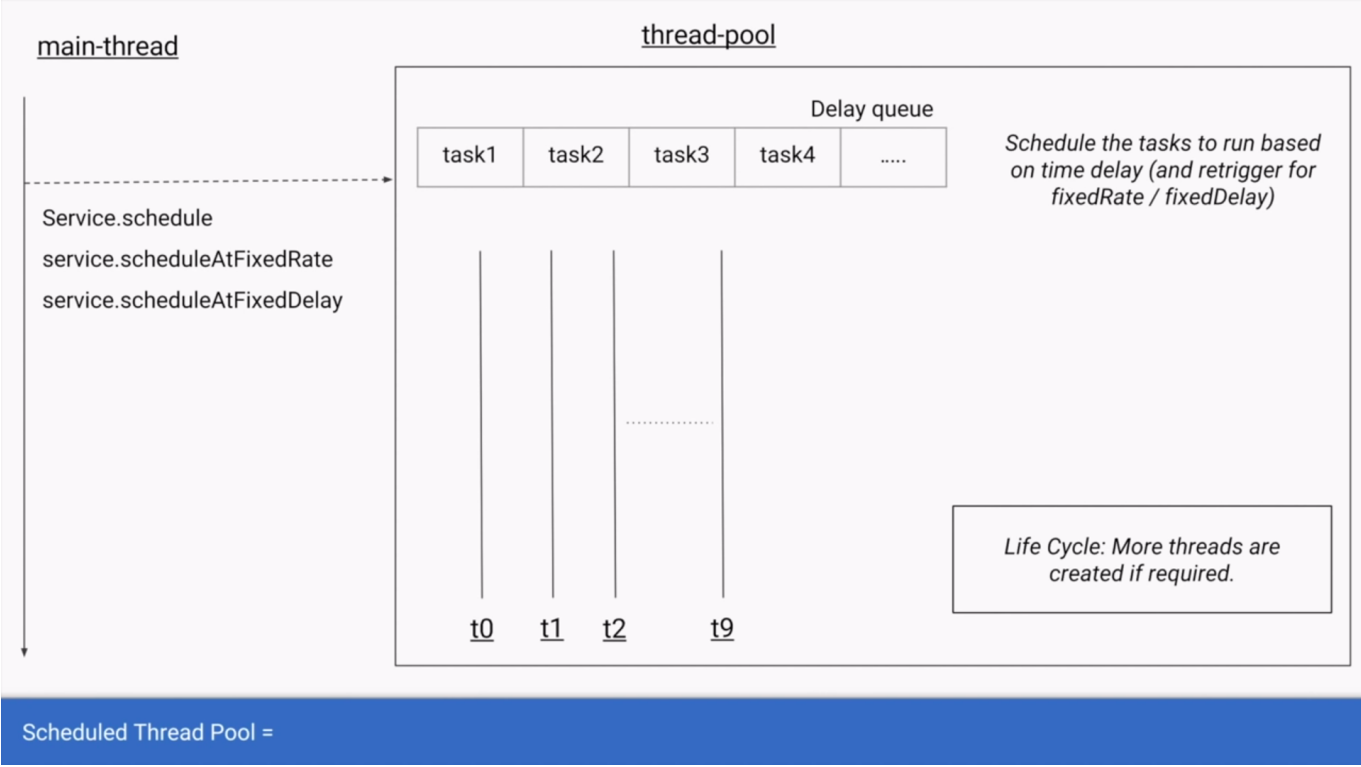 main-thread
thread-pool
Delay queue
task1 task2 task3 task4 .....
Schedule the tasks to run based
on time delay (and retrigger for
fixedRate / fixedDelay)
Service.schedule
service.scheduleAtFixedRate
service.scheduleAtFixedDelay
Life Cycle: More threads are
created if required.
t0 t1 t2 t9
Scheduled Thread Pool =